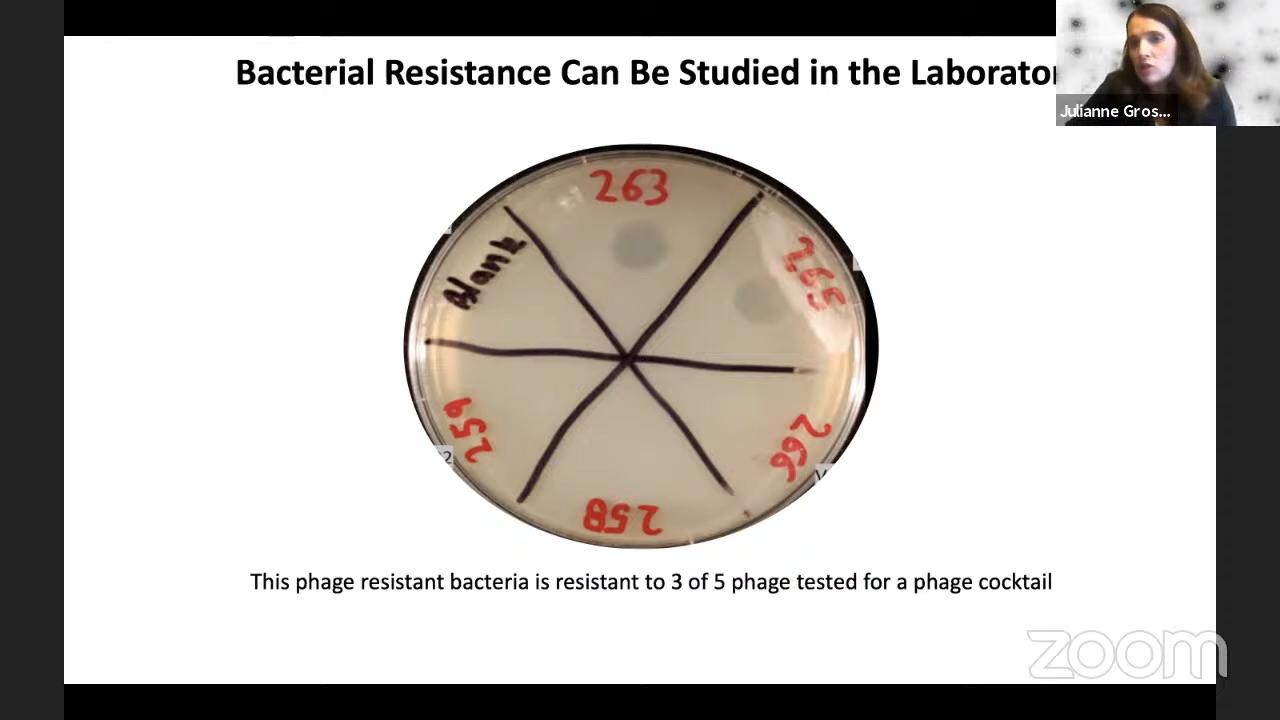 Bacterial Resistance Can Be Studied in the Laborator
Julianne Gros...
263
Blank
265
259
266
258
This phage resistant bacteria is resistant to 3 of 5 phage tested for a phage cocktail
zoom